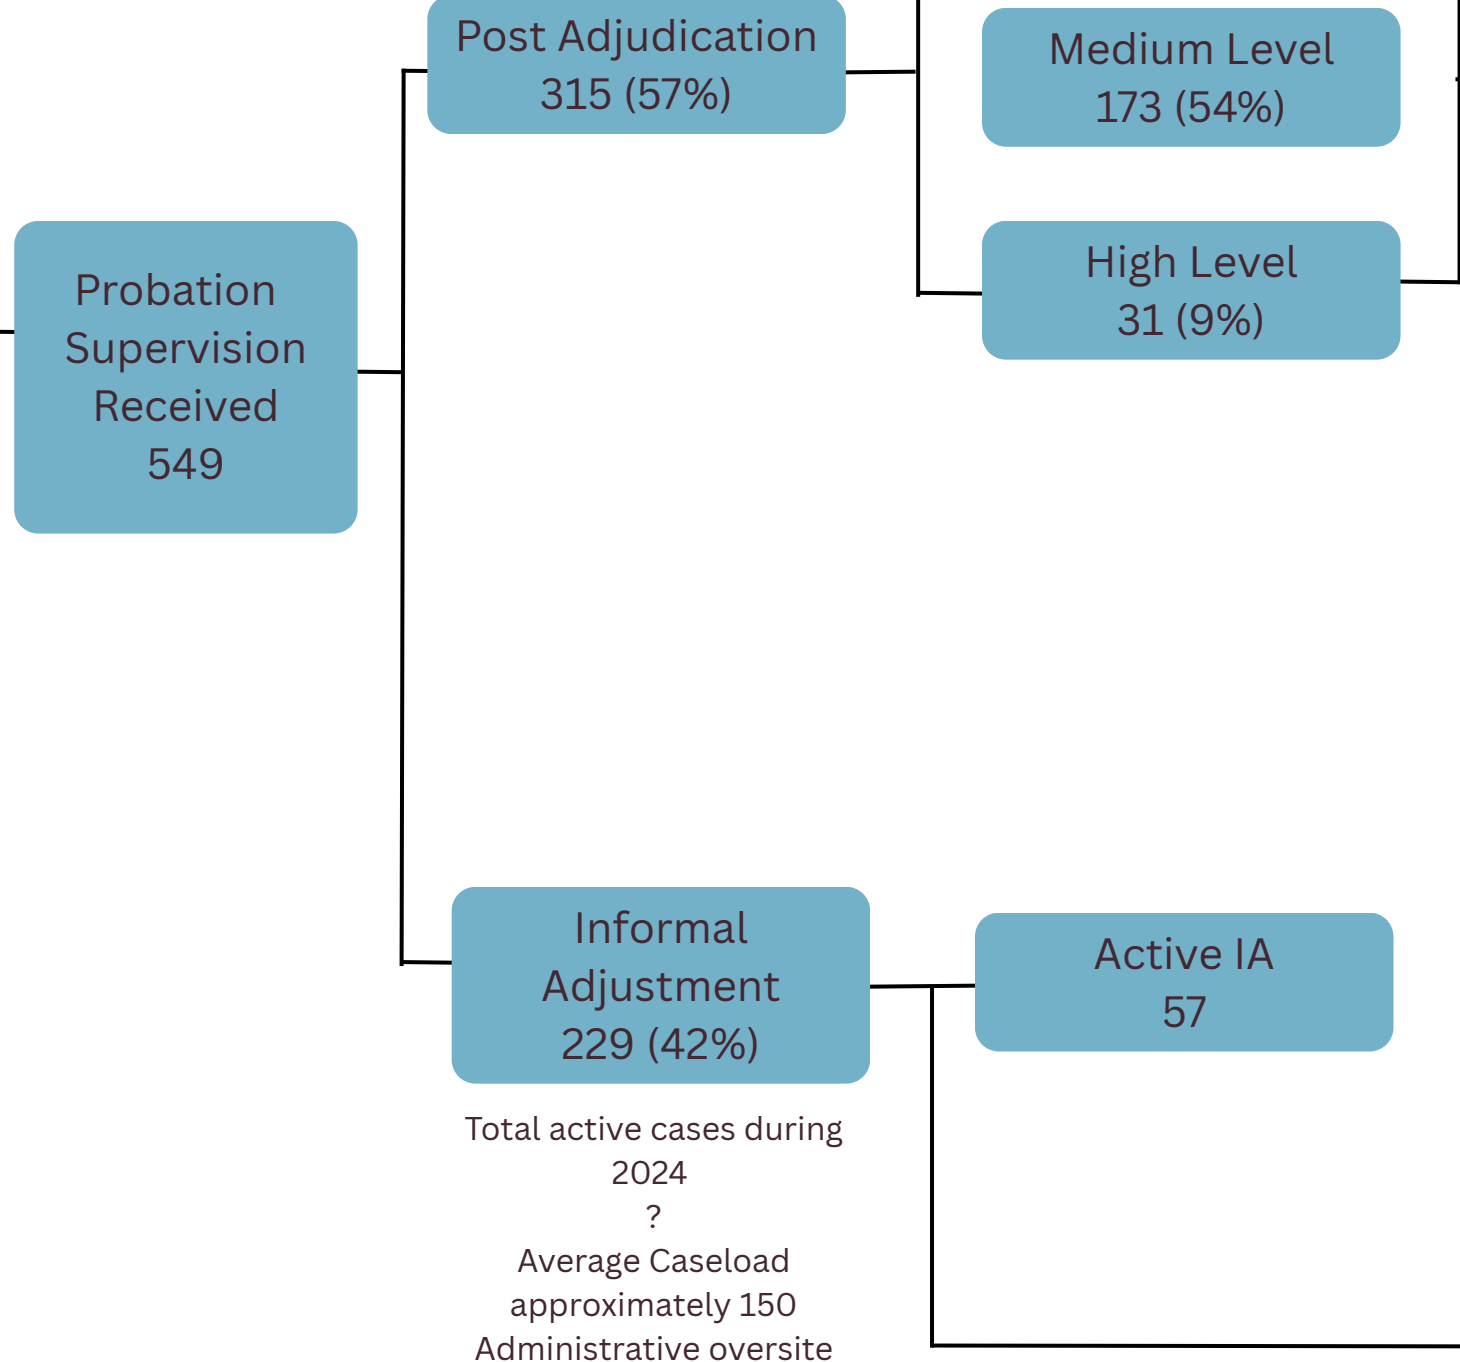 Post Adjudication
315 (57%)
Medium Level
173 (54%)
High Level
31 (9%)
Probation
Supervision
Received
549
Informal
Adjustment
229 (42%)
Active IA
57
Total active cases during
2024
?
Average Caseload
approximately 150
Administrative oversite